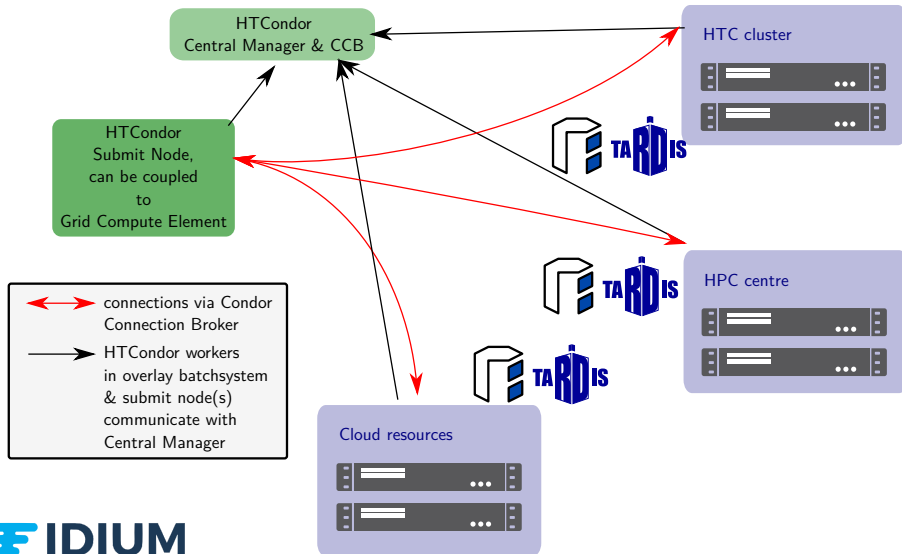 HTCondor
Central Manager & CCB
HTC cluster
HTCondor
Submit Node,
can be coupled
to
Grid Compute Element
TARDIS
HPC centre
TARDIS
connections via Condor
Connection Broker
HTCondor workers
in overlay batchsystem
& submit node(s)
communicate with
Central Manager
TARDIS
Cloud resources
IDIUM